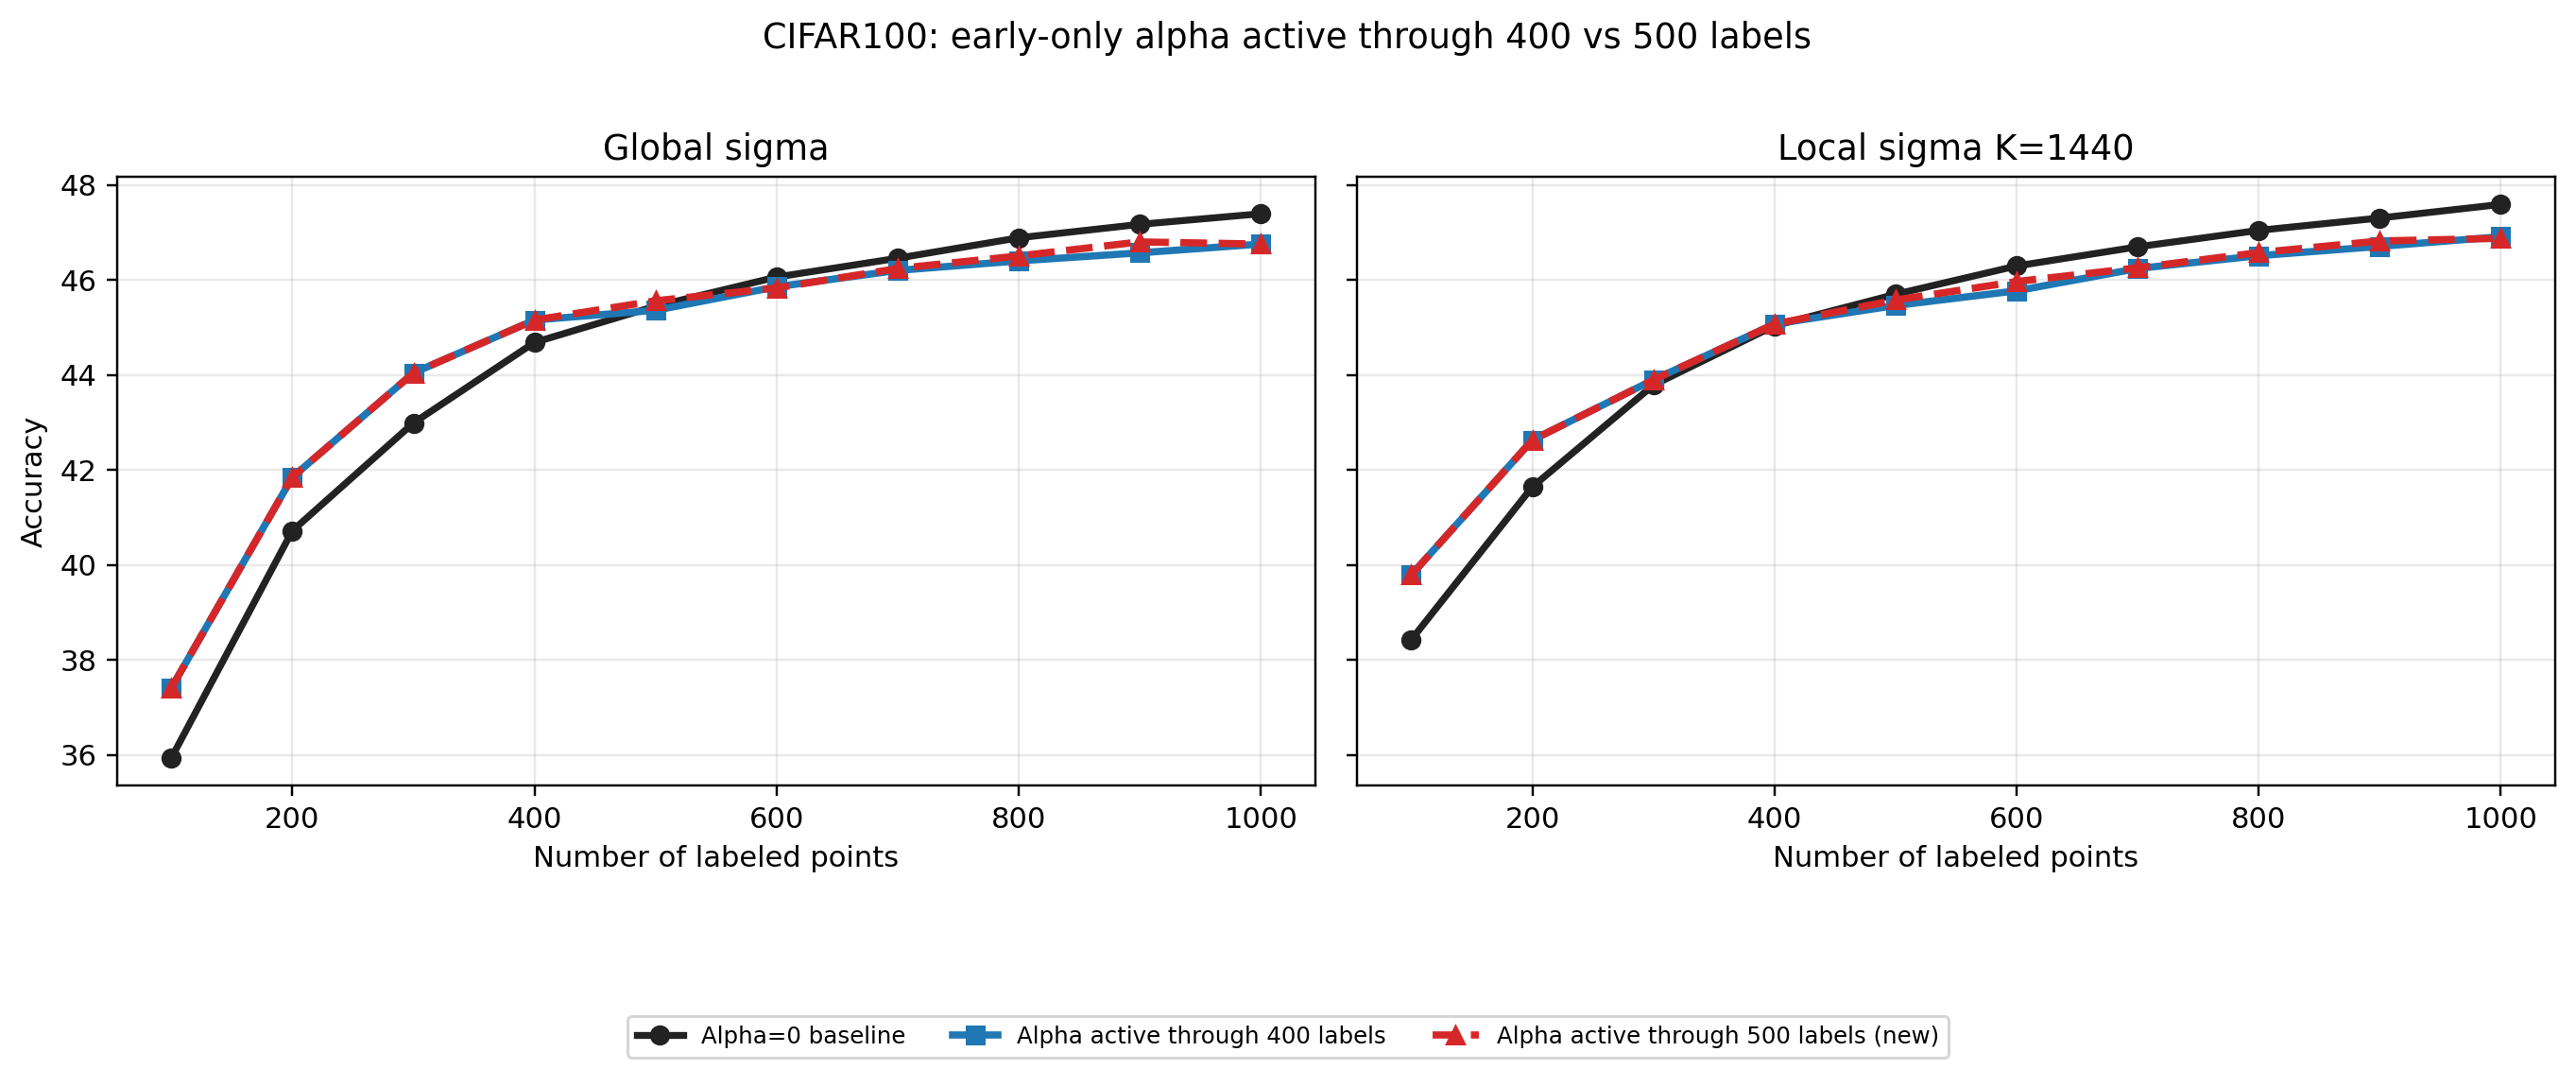 CIFAR100: early-only alpha active through 400 vs 500 labels
Global sigma
Local sigma K=1440
Accuracy
48
46
44
42
40
38
36
200 400 600 800 1000
200 400 600 800 1000
Number of labeled points
Number of labeled points
Alpha=0 baseline
Alpha active through 400 labels
Alpha active through 500 labels (new)